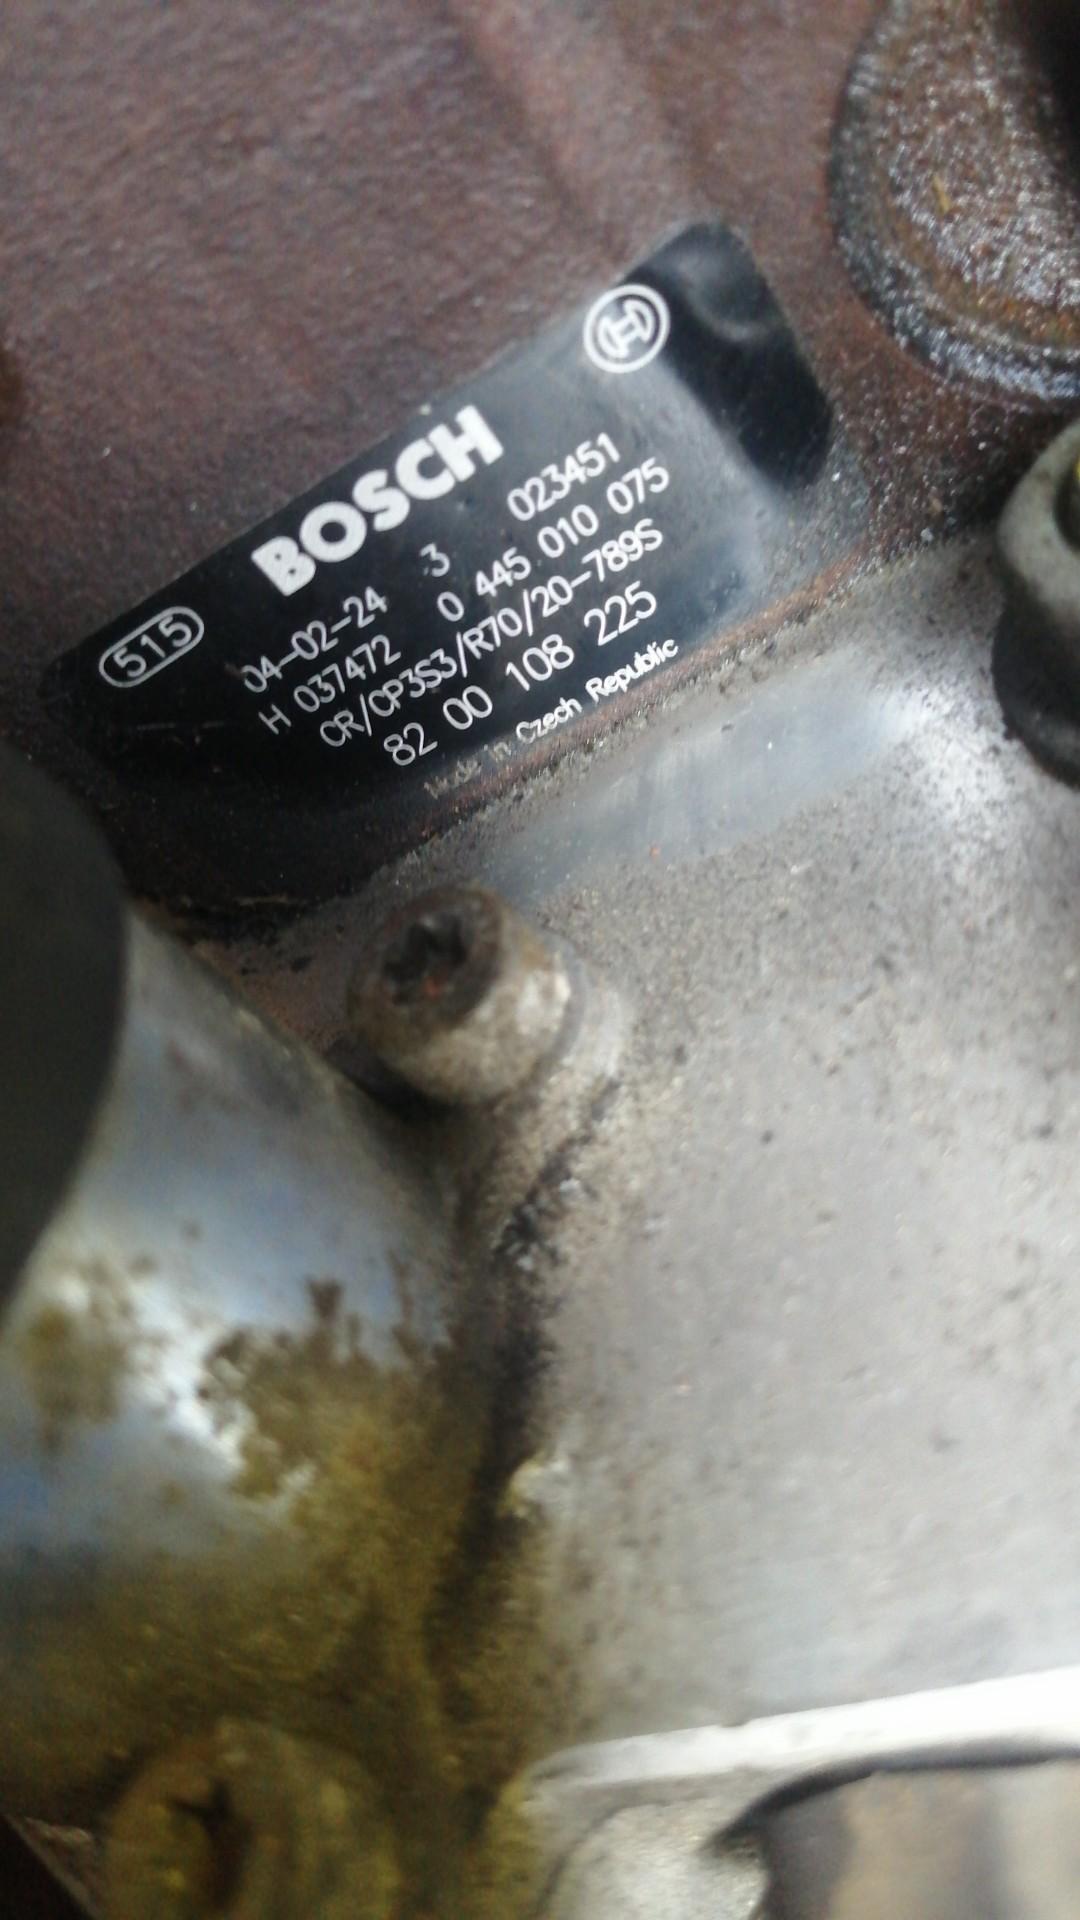 BOSCH
515
04-02-24 3 023451
H 037472 0 445 010 075
CR/CP3S3/R70/20-789S
82 00 108 225
Made in Czech Republic